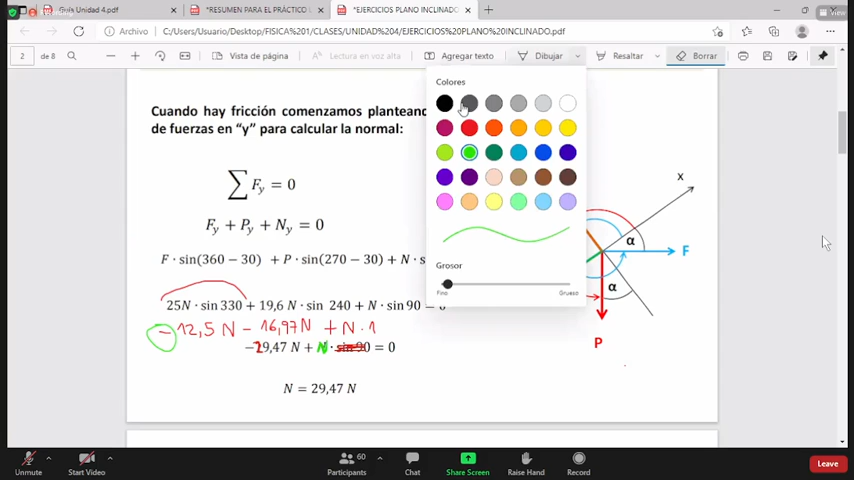 Guis Unidad 4.pdf
*RESUMEN PARA EL PRÁCTICO
*EJERCICIOS PLANO INCLINADO
View
Archivo
C:/Users/Usuario/Desktop/FISICA%201/CLASES/UNIDAD%204/EJERCICIOS%20PLANO%20INCLINADO.pdf
2 de 8
Vista de página
Lectura en voz alta
Agregar texto
Dibujar
Resaltar
Borrar
Colores
Cuando hay fricción comenzamos planteand
de fuerzas en "y" para calcular la normal:
∑ Fy = 0
Fy + Py + Ny = 0
F · sin(360 − 30) + P · sin(270 − 30) + N · s
25N · sin 330 + 19,6 N · sin 240 + N · sin 90 = 0
− 12,5 N − 16,97N + N · 1
−29,47 N + N · sin 90 = 0
N = 29,47 N
Grosor
Fino
Grueso
x
α
F
α
P
Unmute
Start Video
60
Participants
Chat
Share Screen
Raise Hand
Record
Leave